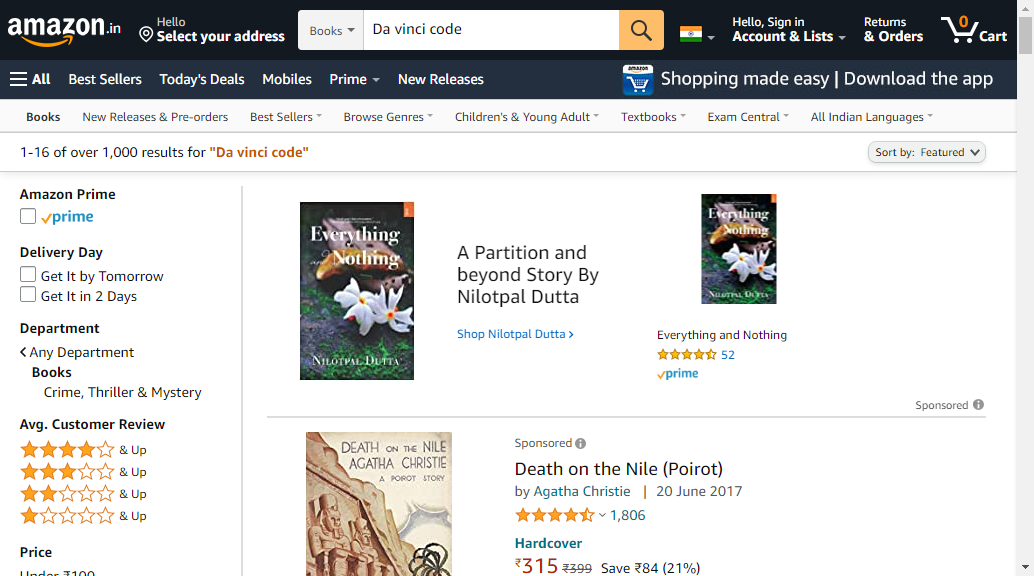 amazon.in
Hello
Select your address
Books
Da vinci code
Hello, Sign in
Account & Lists
Returns
& Orders
0
Cart
All
Best Sellers
Today's Deals
Mobiles
Prime
New Releases
amazon
Shopping made easy | Download the app
Books
New Releases & Pre-orders
Best Sellers
Browse Genres
Children's & Young Adult
Textbooks
Exam Central
All Indian Languages
1-16 of over 1,000 results for "Da vinci code"
Sort by: Featured
Amazon Prime
prime
Delivery Day
Get It by Tomorrow
Get It in 2 Days
Department
Any Department
Books
Crime, Thriller & Mystery
Avg. Customer Review
& Up
& Up
& Up
& Up
Price
Under ₹100
Everything
and Nothing
NILOTPAL DUTTA
A Partition and
beyond Story By
Nilotpal Dutta
Shop Nilotpal Dutta ›
Everything
and Nothing
NILOTPAL DUTTA
Everything and Nothing
52
prime
Sponsored
DEATH ON THE NILE
AGATHA CHRISTIE
A POIROT STORY
Sponsored
Death on the Nile (Poirot)
by Agatha Christie | 20 June 2017
1,806
Hardcover
₹315 ₹399 Save ₹84 (21%)